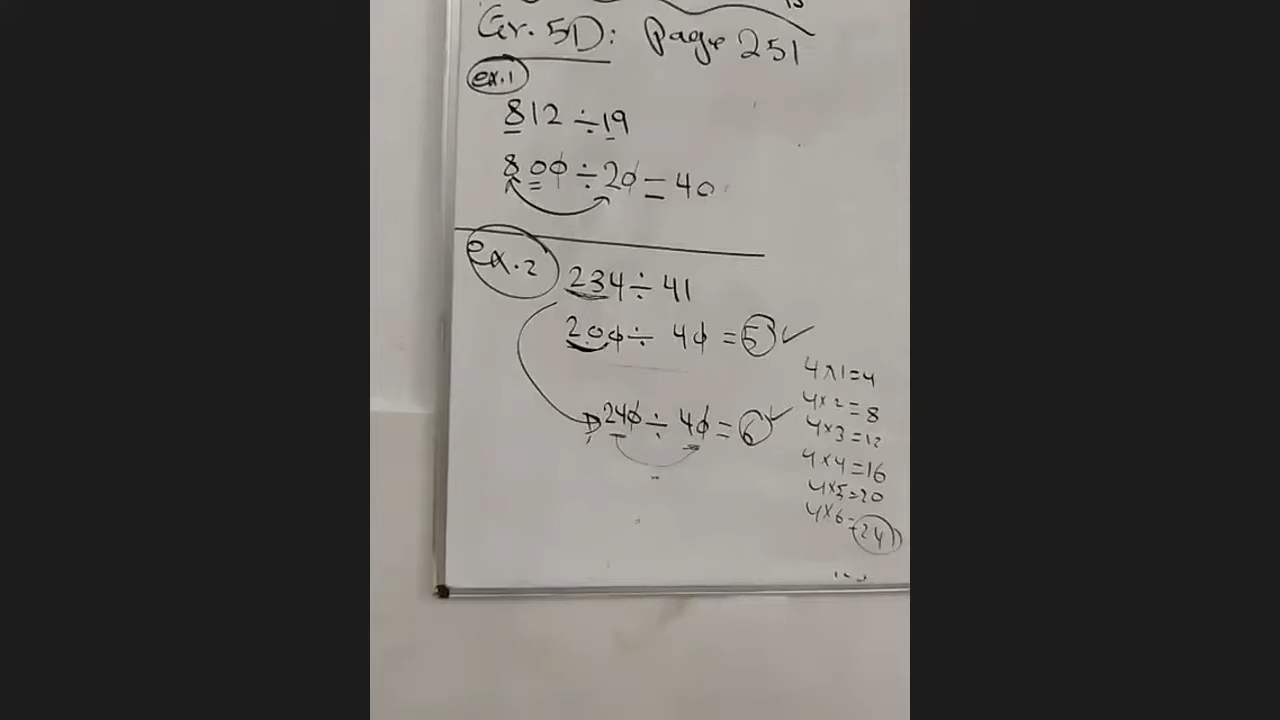 Gr. 5D: page 251
ex.1
812 ÷ 19
800 ÷ 20 = 40
ex.2
234 ÷ 41
200 ÷ 40 = 5 ✓
240 ÷ 40 = 6 ✓
4×1=4
4×2=8
4×3=12
4×4=16
4×5=20
4×6=24